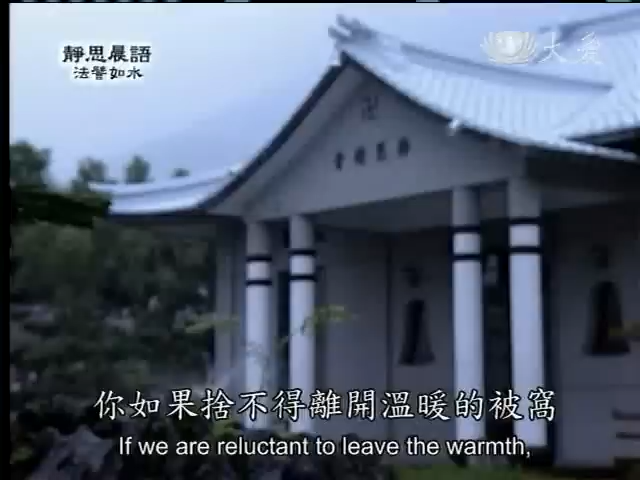 靜思晨語
法譬如水
大愛
卍
你如果捨不得離開溫暖的被窩
If we are reluctant to leave the warmth,